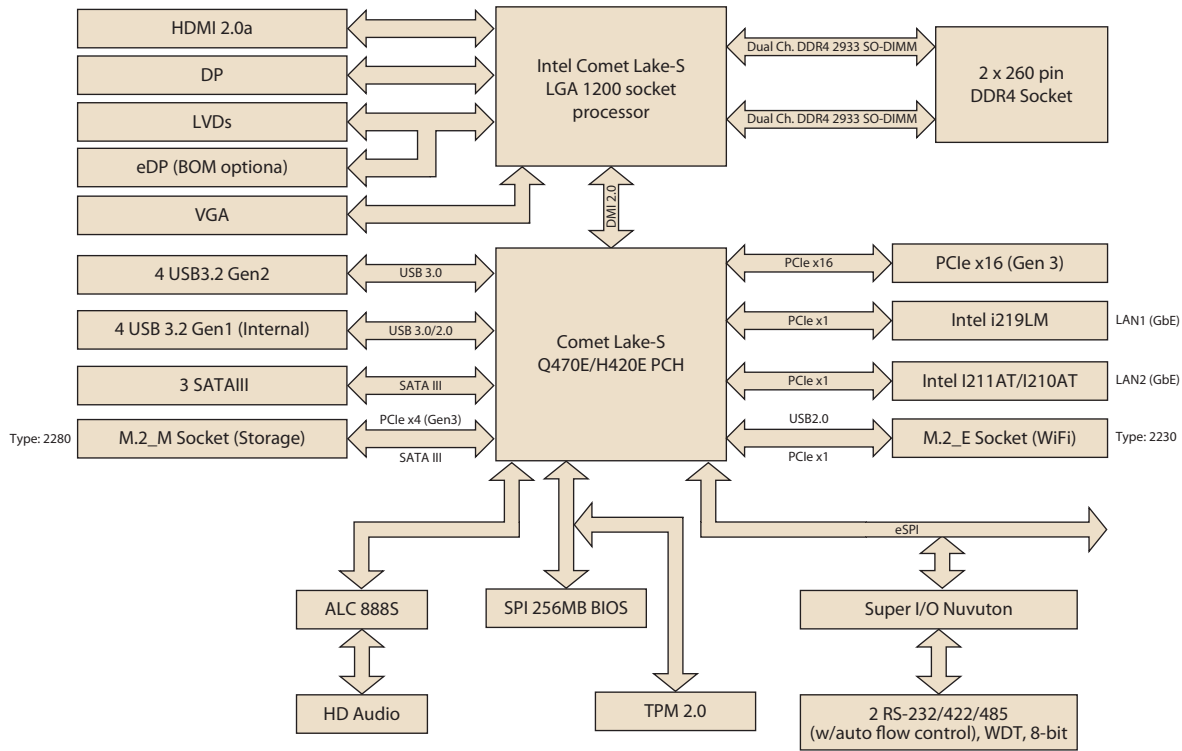 HDMI 2.0a
DP
LVDs
eDP (BOM optiona)
VGA
Intel Comet Lake-S
LGA 1200 socket
processor
Dual Ch. DDR4 2933 SO-DIMM
Dual Ch. DDR4 2933 SO-DIMM
2 x 260 pin
DDR4 Socket
DMI 2.0
4 USB3.2 Gen2
USB 3.0
4 USB 3.2 Gen1 (Internal)
USB 3.0/2.0
3 SATAIII
SATA III
Type: 2280
M.2_M Socket (Storage)
PCIe x4 (Gen3)
SATA III
Comet Lake-S
Q470E/H420E PCH
PCIe x16
PCIe x16 (Gen 3)
PCIe x1
Intel i219LM
LAN1 (GbE)
PCIe x1
Intel I211AT/I210AT
LAN2 (GbE)
USB2.0
PCIe x1
M.2_E Socket (WiFi)
Type: 2230
eSPI
ALC 888S
SPI 256MB BIOS
Super I/O Nuvuton
HD Audio
TPM 2.0
2 RS-232/422/485
(w/auto flow control), WDT, 8-bit